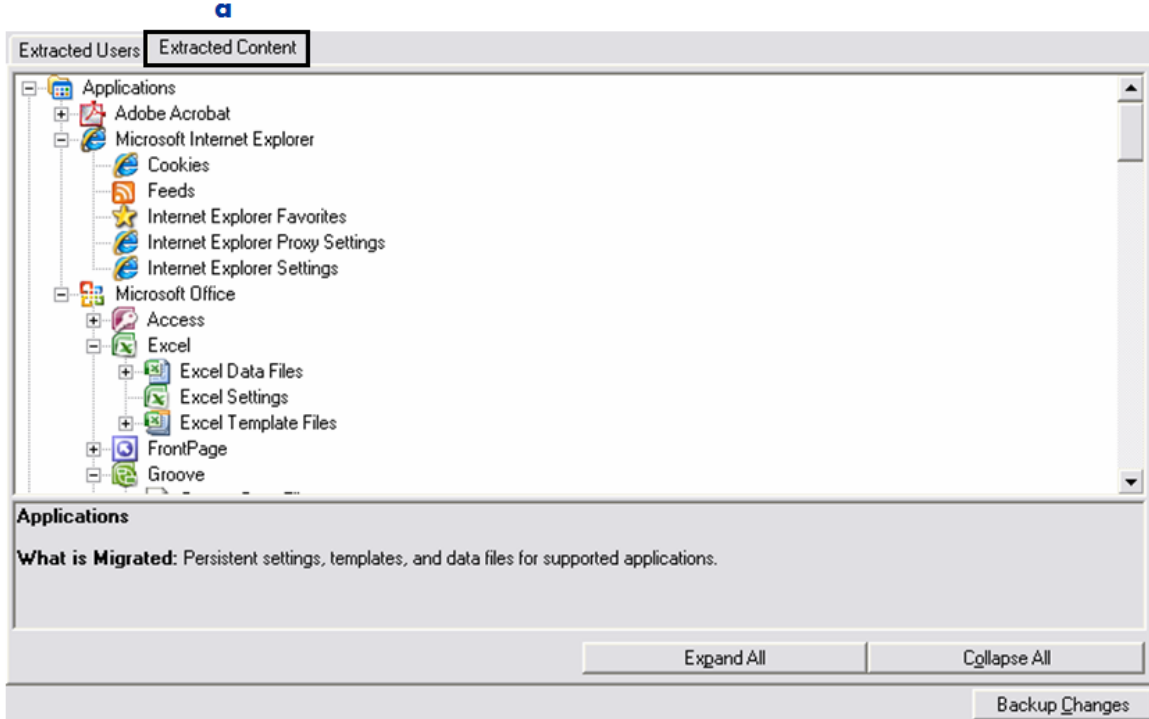 a
Extracted Users Extracted Content
Applications
Adobe Acrobat
Microsoft Internet Explorer
Cookies
Feeds
Internet Explorer Favorites
Internet Explorer Proxy Settings
Internet Explorer Settings
Microsoft Office
Access
Excel
Excel Data Files
Excel Settings
Excel Template Files
FrontPage
Groove
Applications
What is Migrated: Persistent settings, templates, and data files for supported applications.
Expand All Collapse All
Backup Changes